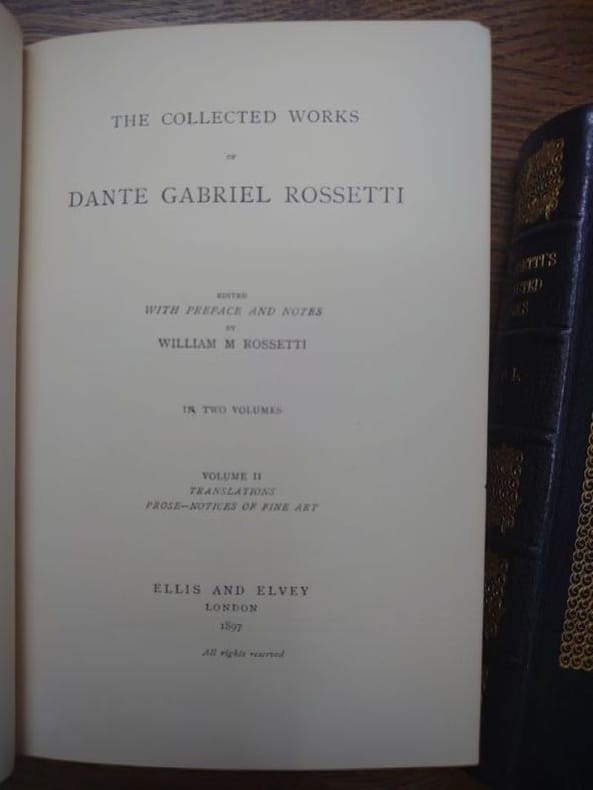 THE COLLECTED WORKS
OF
DANTE GABRIEL ROSSETTI
EDITED
WITH PREFACE AND NOTES
BY
WILLIAM M ROSSETTI
IN TWO VOLUMES
VOLUME II
TRANSLATIONS
PROSE—NOTICES OF FINE ART
ELLIS AND ELVEY
LONDON
1897
All rights reserved